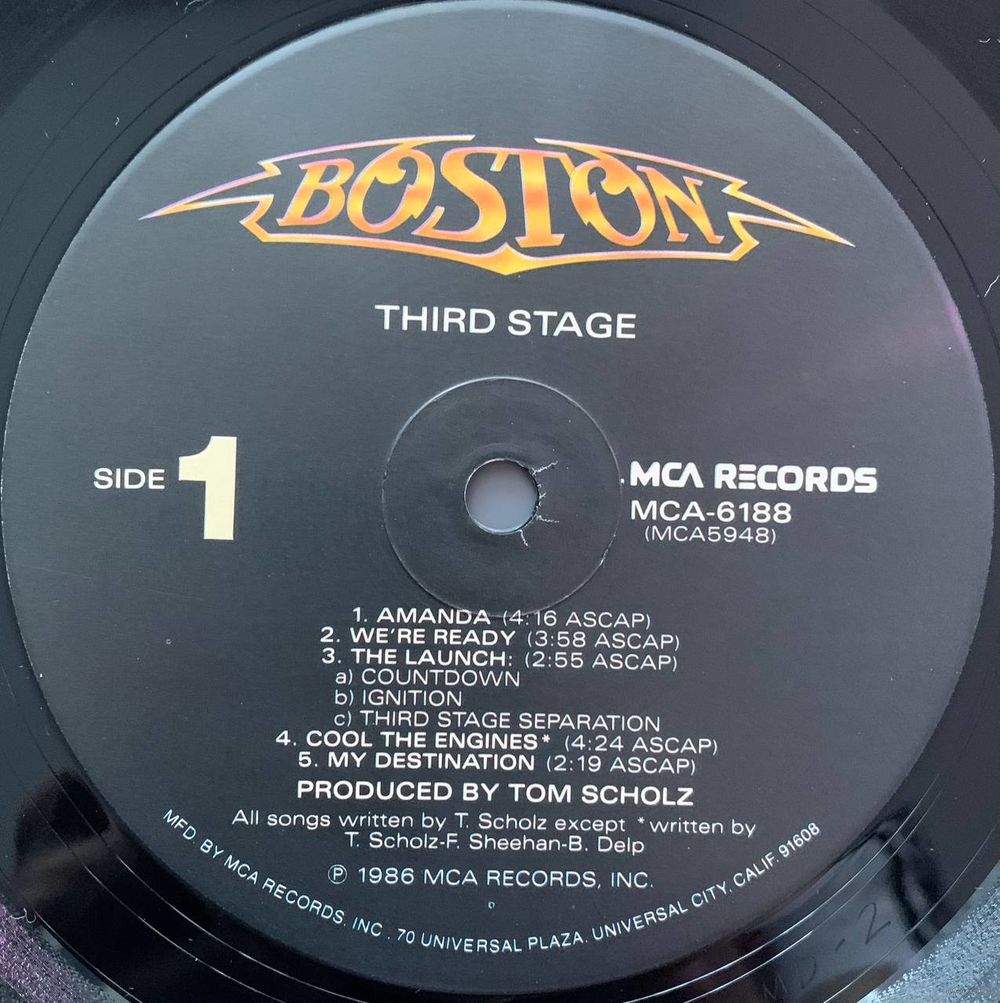 BOSTON
THIRD STAGE
SIDE 1
MCA RECORDS
MCA-6188
(MCA5948)
1. AMANDA (4:16 ASCAP)
2. WE'RE READY (3:58 ASCAP)
3. THE LAUNCH: (2:55 ASCAP)
a) COUNTDOWN
b) IGNITION
c) THIRD STAGE SEPARATION
4. COOL THE ENGINES* (4:24 ASCAP)
5. MY DESTINATION (2:19 ASCAP)
PRODUCED BY TOM SCHOLZ
All songs written by T. Scholz except *written by
T. Scholz-F. Sheehan-B. Delp
℗ 1986 MCA RECORDS, INC.
MFD. BY MCA RECORDS, INC. 70 UNIVERSAL PLAZA. UNIVERSAL CITY, CALIF. 91608